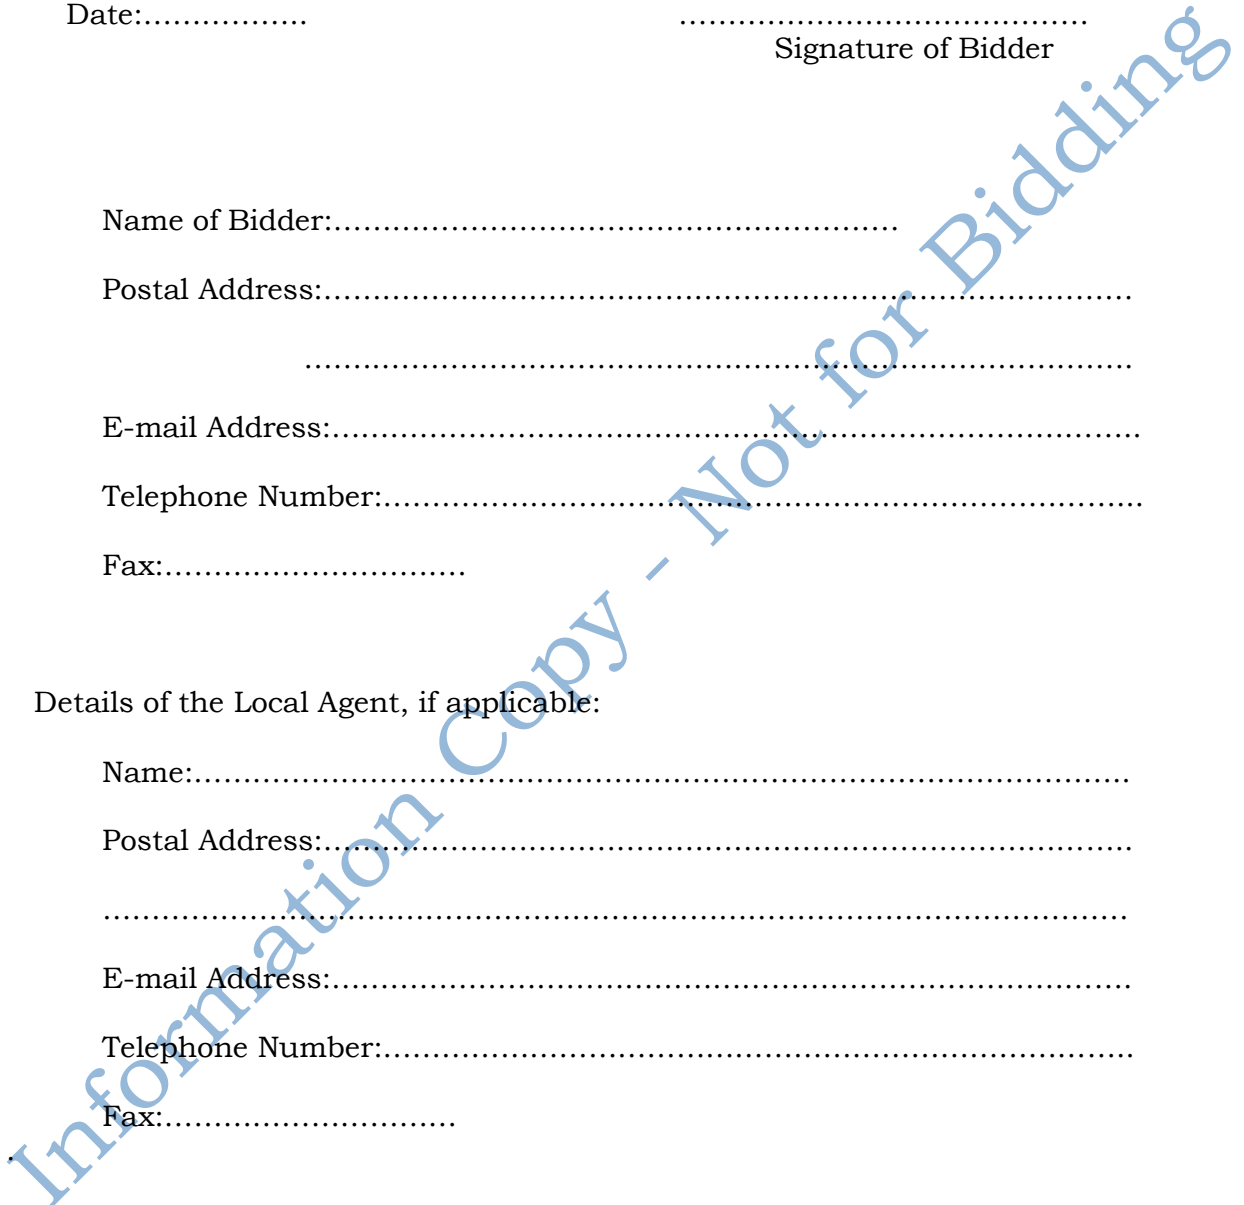 Date:................. ..........................................
Signature of Bidder
Name of Bidder:..........................................................
Postal Address:...................................................................................
.....................................................................................
E-mail Address:...................................................................................
Telephone Number:..............................................................................
Fax:...............................
Details of the Local Agent, if applicable:
Name:................................................................................................
Postal Address:...................................................................................
.........................................................................................................
E-mail Address:..................................................................................
Telephone Number:.............................................................................
Fax:..............................
.
Information Copy - Not for Bidding